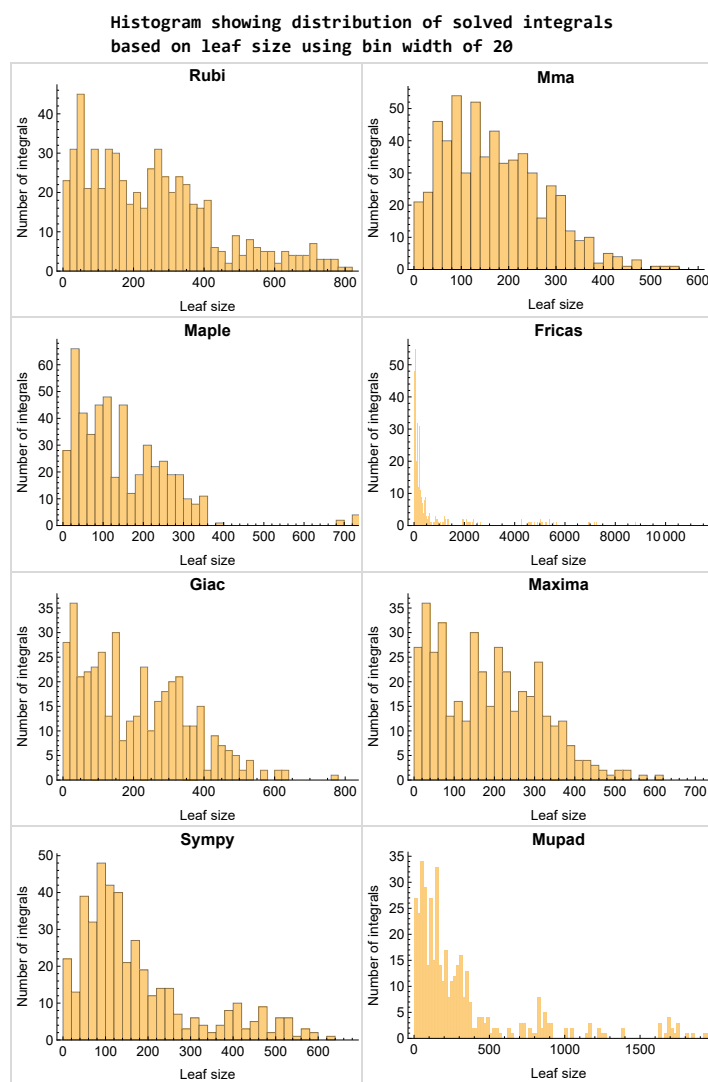 Histogram showing distribution of solved integrals
based on leaf size using bin width of 20
Rubi
Number of integrals
0 10 20 30 40
0 200 400 600 800
Leaf size
Mma
Number of integrals
0 10 20 30 40 50
0 100 200 300 400 500 600
Leaf size
Maple
Number of integrals
0 10 20 30 40 50 60
0 100 200 300 400 500 600 700
Leaf size
Fricas
Number of integrals
0 10 20 30 40 50
0 2000 4000 6000 8000 10 000
Leaf size
Giac
Number of integrals
0 5 10 15 20 25 30 35
0 200 400 600 800
Leaf size
Maxima
Number of integrals
0 5 10 15 20 25 30 35
0 100 200 300 400 500 600 700
Leaf size
Sympy
Number of integrals
0 10 20 30 40 50
0 100 200 300 400 500 600
Leaf size
Mupad
Number of integrals
0 5 10 15 20 25 30 35
0 500 1000 1500
Leaf size